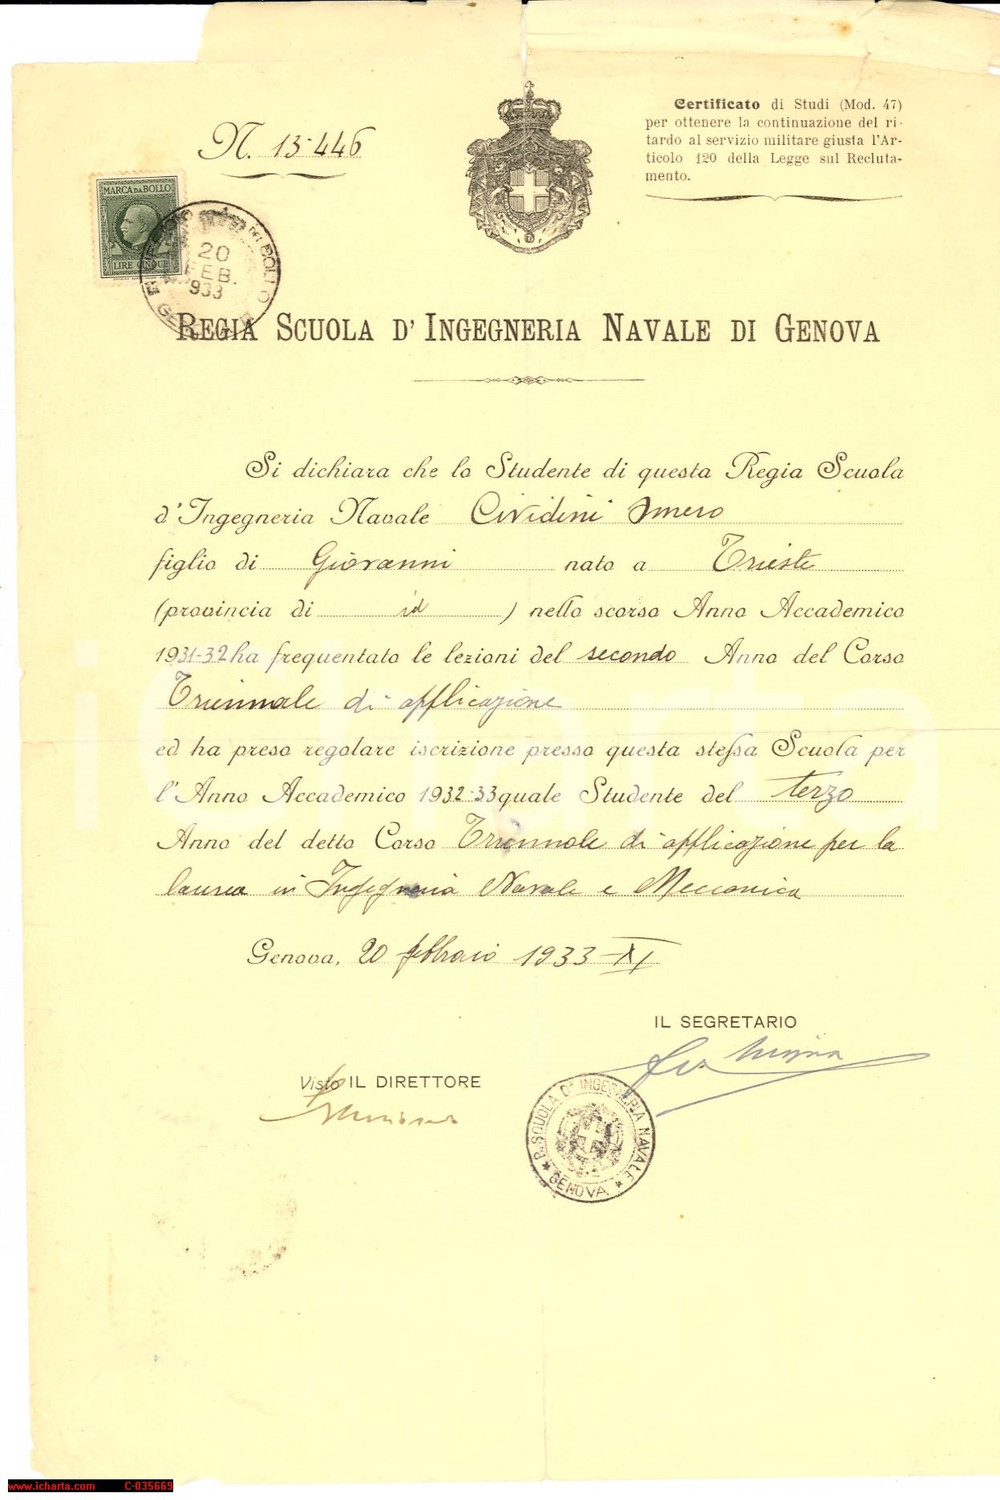 N. 13446
Certificato di Studi (Mod. 47)
per ottenere la continuazione del ri-
tardo al servizio militare giusta l'Ar-
ticolo 120 della Legge sul Recluta-
mento.
MARCA DA BOLLO
LIRE CINQUE
20
FEB.
933
REGIA SCUOLA D'INGEGNERIA NAVALE DI GENOVA
Si dichiara che lo Studente di questa Regia Scuola
d'Ingegneria Navale Cividini Imero
figlio di Giovanni nato a Trieste
(provincia di id ) nello scorso Anno Accademico
1931-32 ha frequentato le lezioni del secondo Anno del Corso
Triennale di applicazione
ed ha preso regolare iscrizione presso questa stessa Scuola per
l'Anno Accademico 1932-33 quale Studente del terzo
Anno del detto Corso Triennale di applicazione per la
laurea in Ingegneria Navale e Meccanica
Genova, 20 febbraio 1933-XI
IL SEGRETARIO
Visto IL DIRETTORE
R. SCUOLA D'INGEGNERIA NAVALE
* GENOVA *
icharta
www.icharta.com C-035669